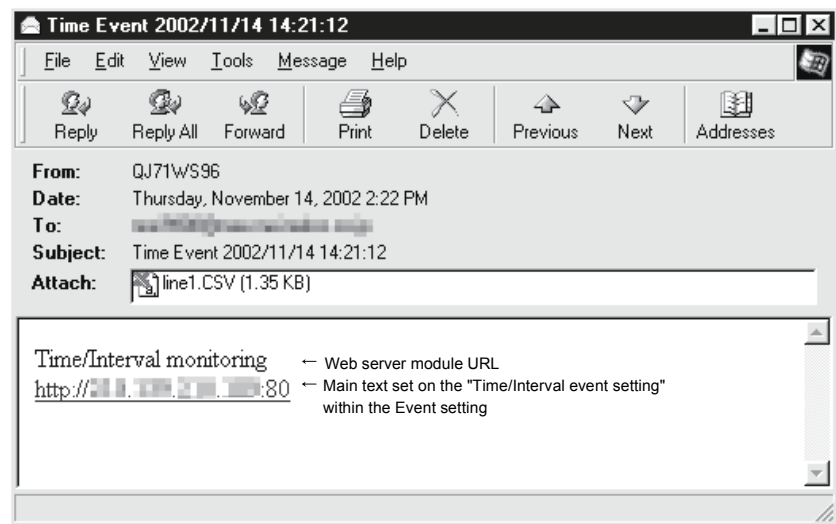 Time Event 2002/11/14 14:21:12
File Edit View Tools Message Help
Reply Reply All Forward Print Delete Previous Next Addresses
From: QJ71WS96
Date: Thursday, November 14, 2002 2:22 PM
To:
Subject: Time Event 2002/11/14 14:21:12
Attach: line1.CSV (1.35 KB)
Time/Interval monitoring ← Web server module URL
http:// :80 ← Main text set on the "Time/Interval event setting"
within the Event setting